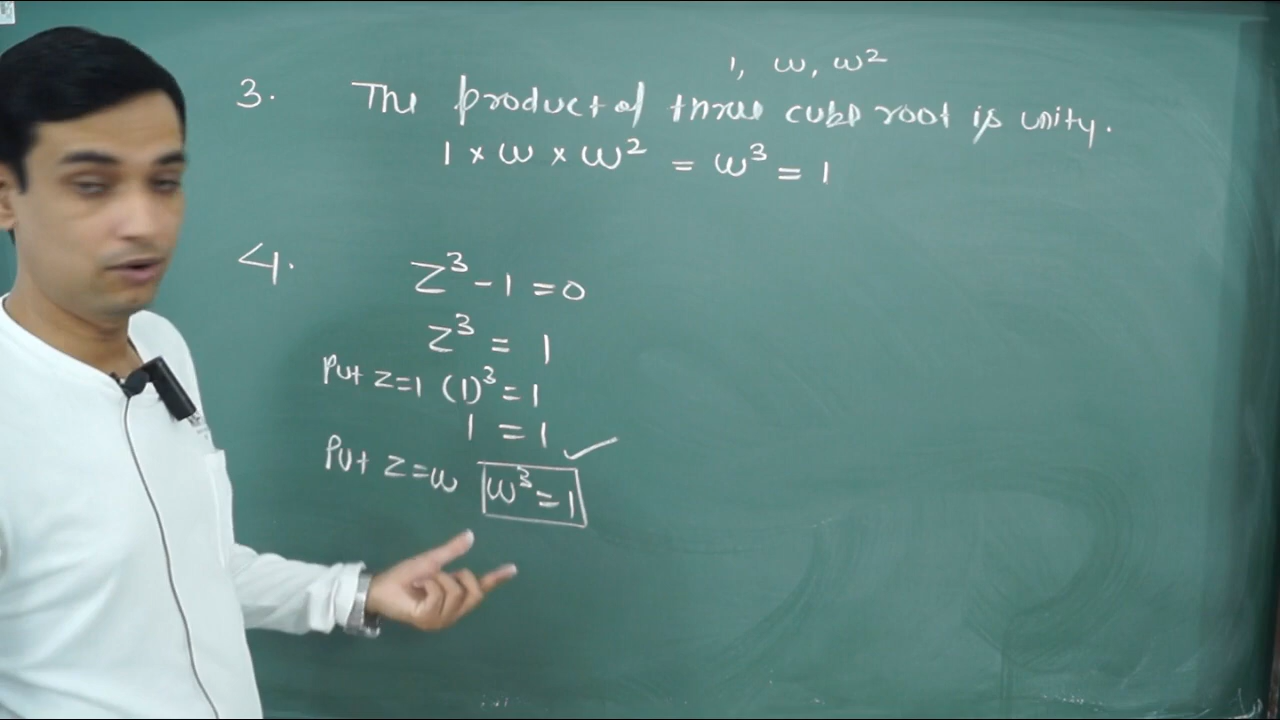 1, ω, ω²
3. The product of three cube root is unity.
1 × ω × ω² = ω³ = 1
4. Z³ - 1 = 0
Z³ = 1
Put Z=1 (1)³ = 1
1 = 1 ✓
Put Z=ω ω³ = 1